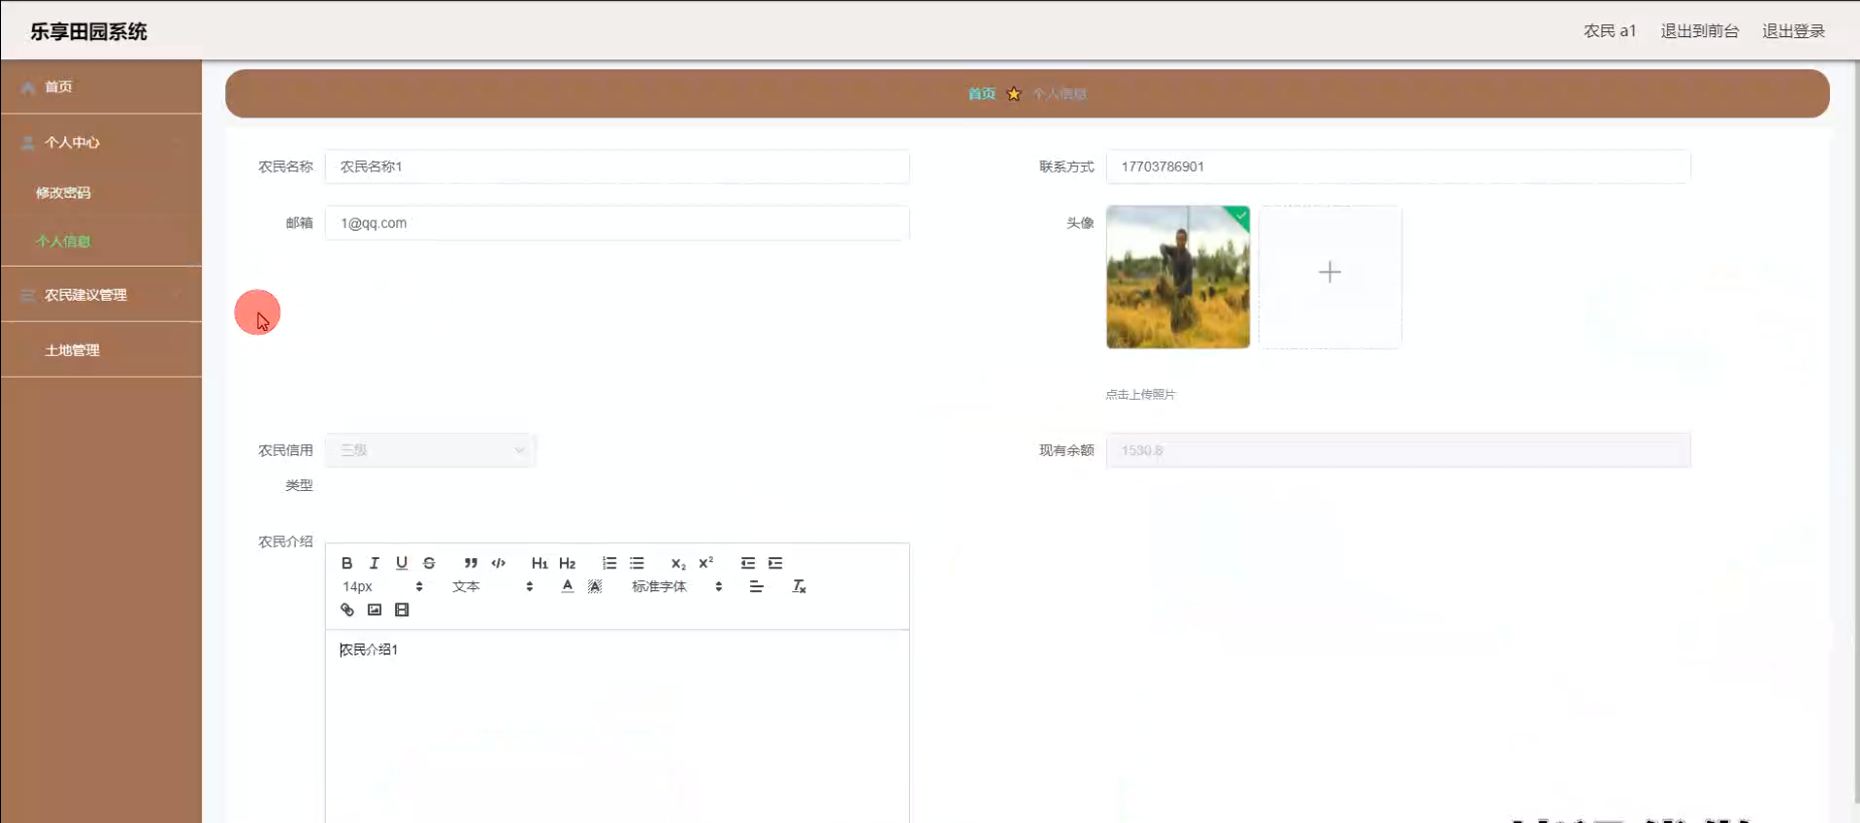 乐享田园系统
农民 a1 退出到前台 退出登录
首页
个人中心
修改密码
个人信息
农民建议管理
土地管理
首页 个人信息
农民名称 农民名称1
联系方式 17703786901
邮箱 1@qq.com
头像
点击上传照片
农民信用类型 三级
现有余额 1530.8
农民介绍
B I U S H1 H2 X2 X2
14px 文本 A A 标准字体 Tx
农民介绍1